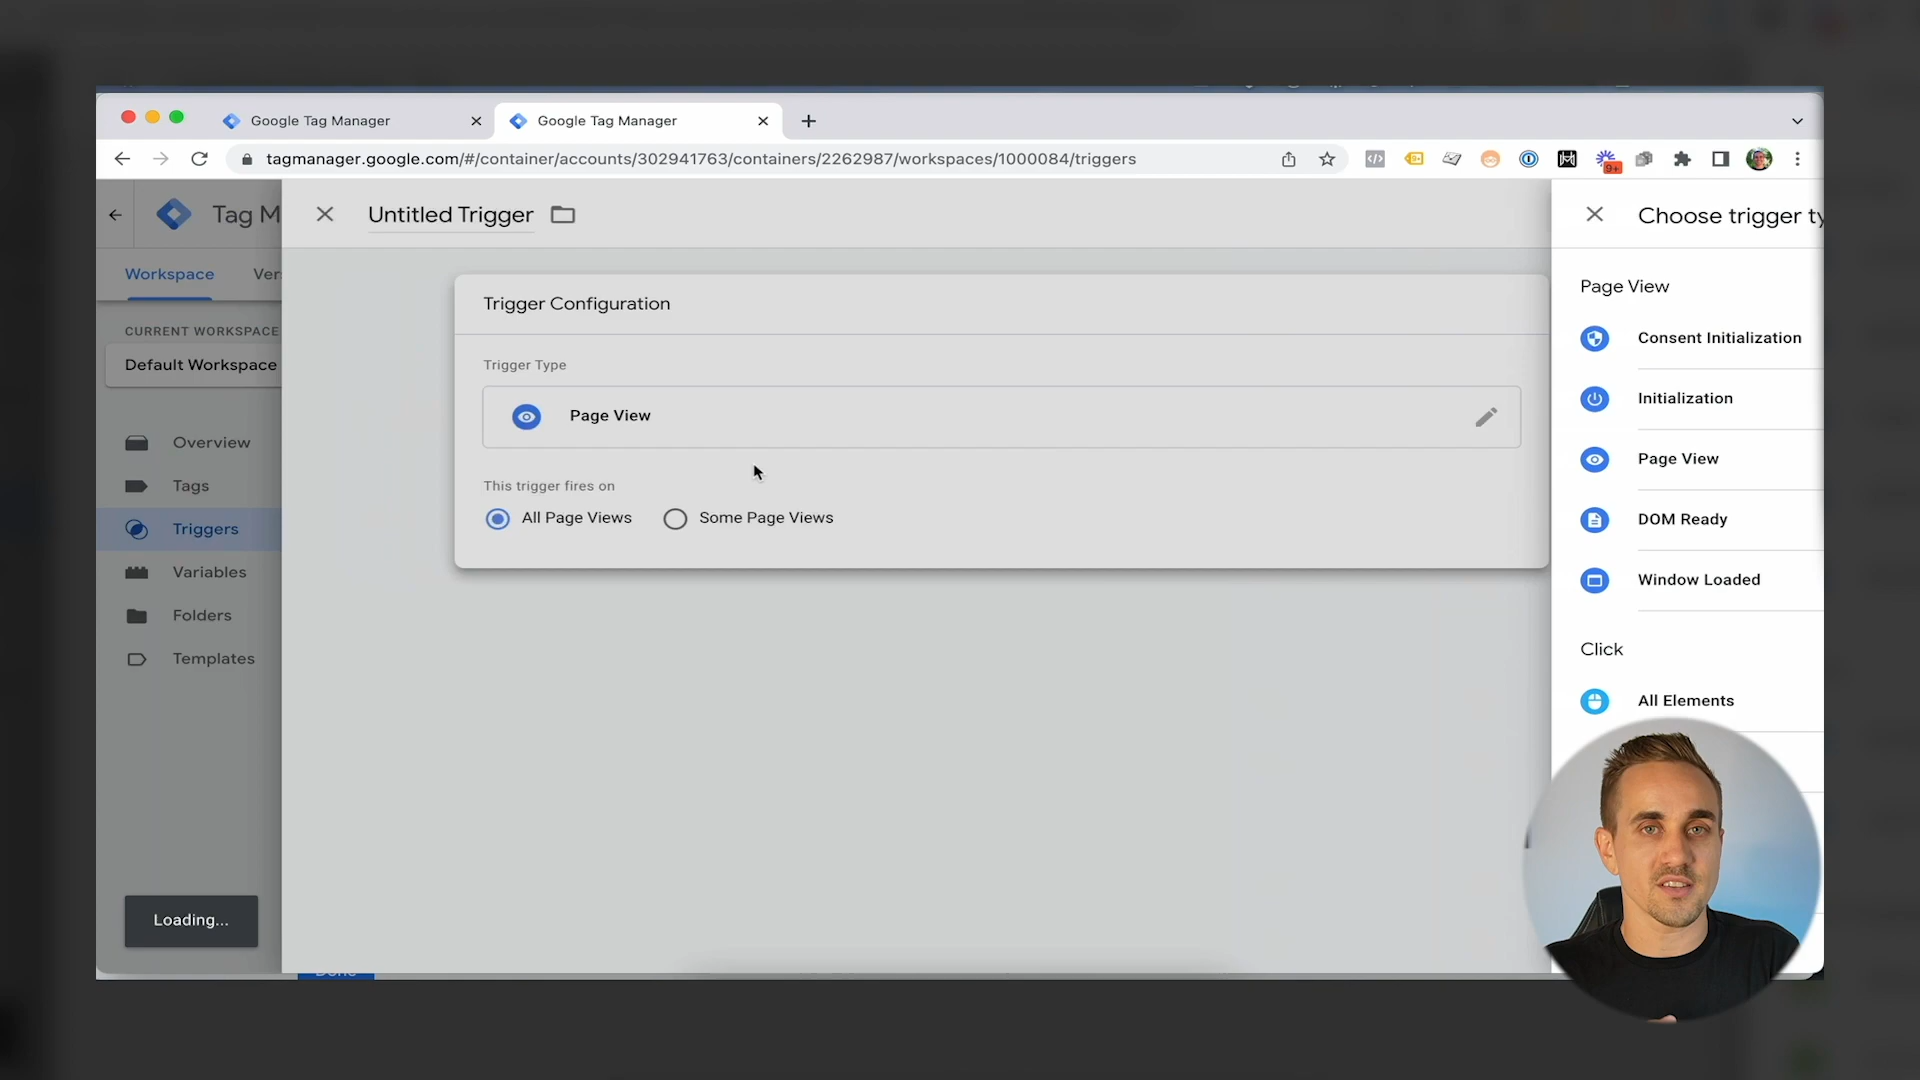 Google Tag Manager
Google Tag Manager
tagmanager.google.com/#/container/accounts/302941763/containers/2262987/workspaces/1000084/triggers
9+
Tag M
Untitled Trigger
Choose trigger ty
Workspace
Ver
CURRENT WORKSPACE
Default Workspace
Overview
Tags
Triggers
Variables
Folders
Templates
Loading...
Trigger Configuration
Trigger Type
Page View
This trigger fires on
All Page Views
Some Page Views
Page View
Consent Initialization
Initialization
Page View
DOM Ready
Window Loaded
Click
All Elements